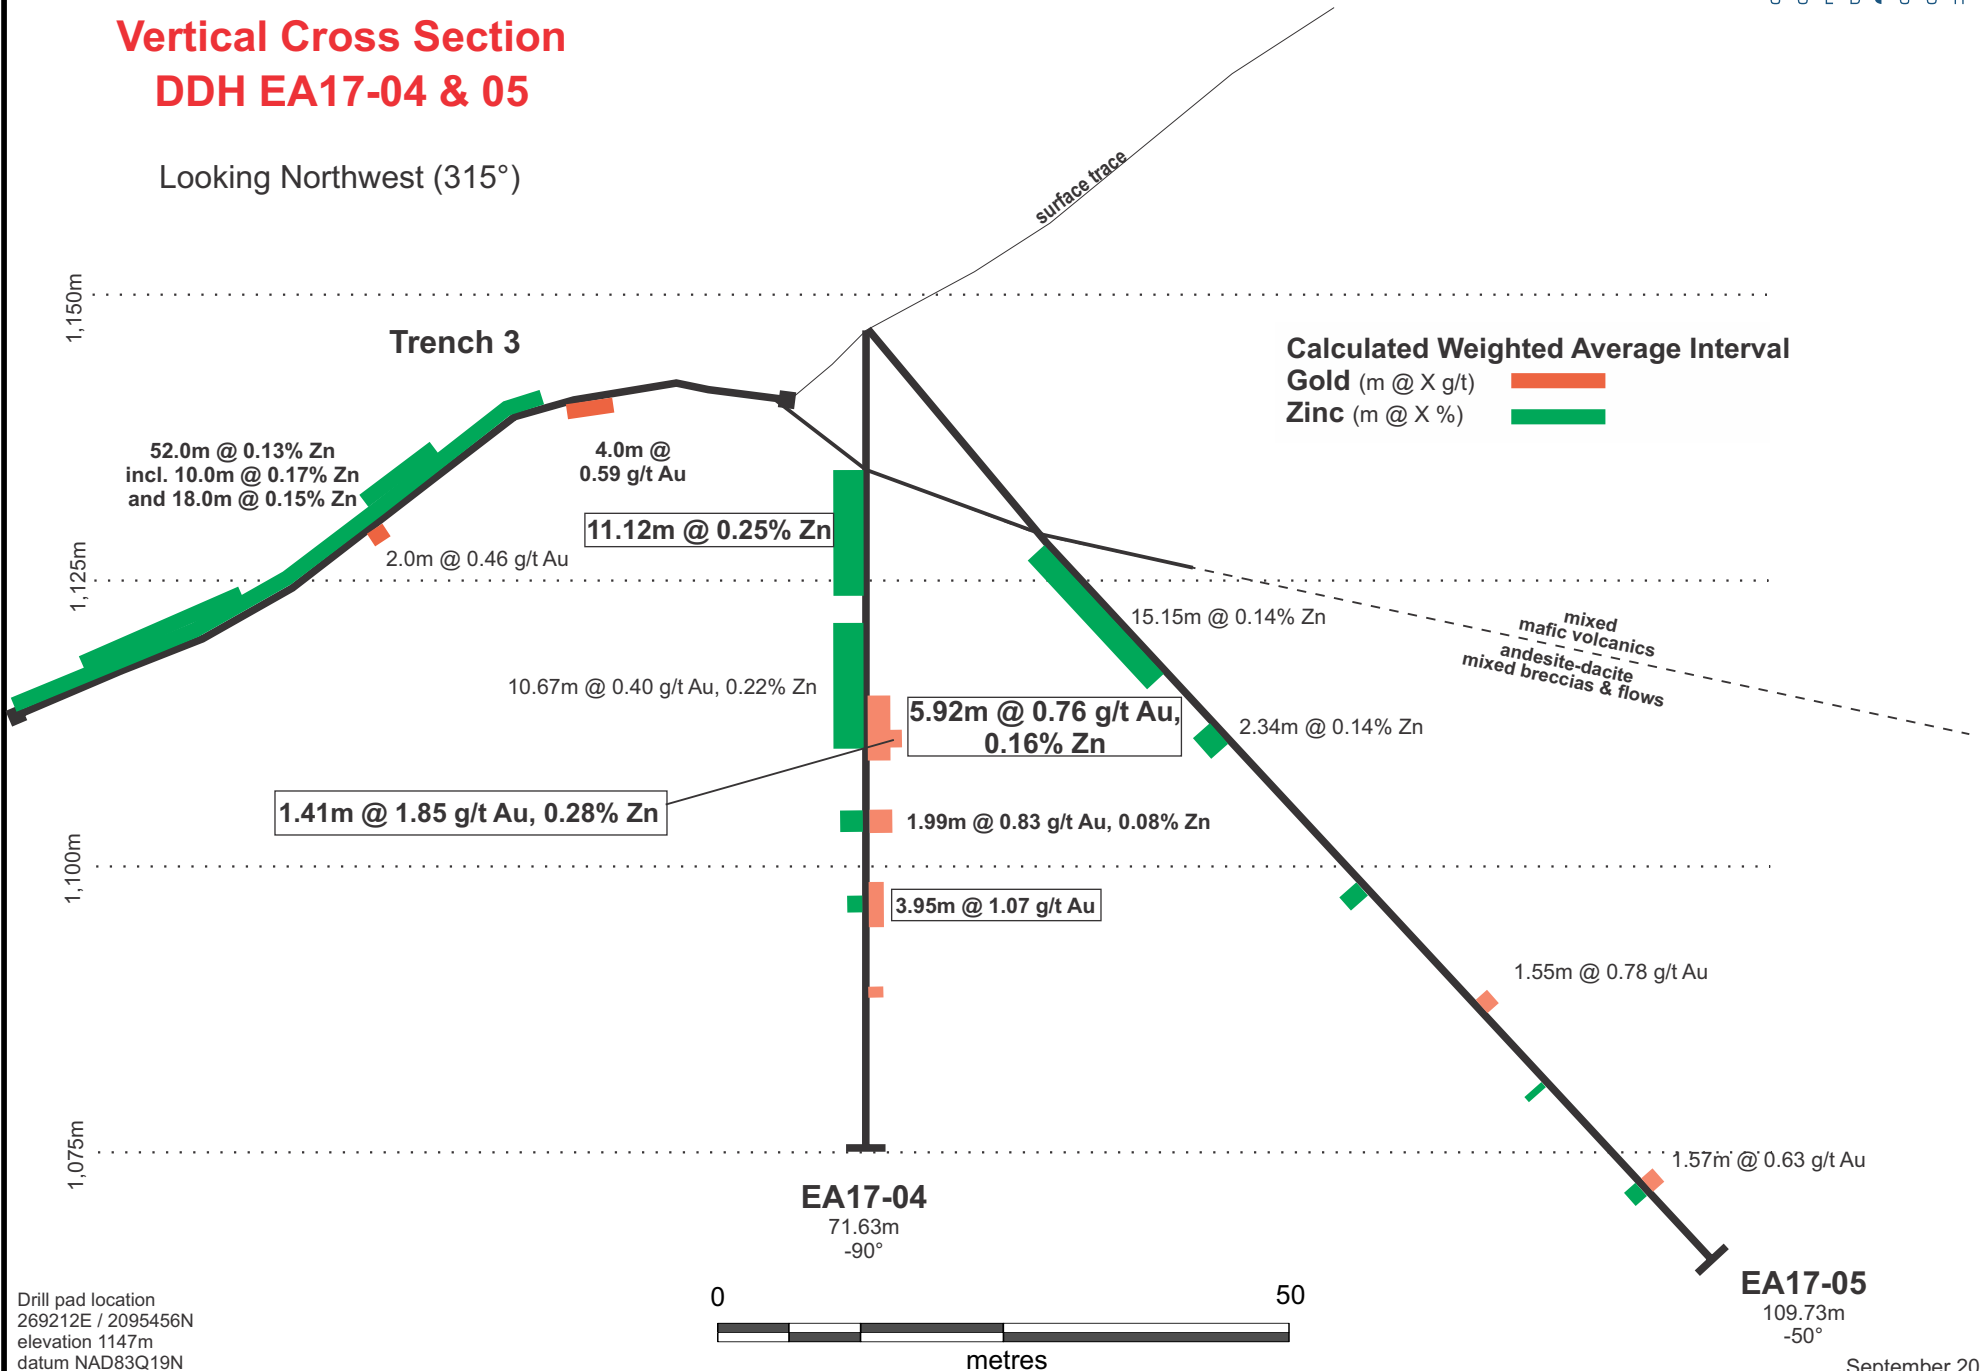 Vertical Cross Section
DDH EA17-04 & 05
Looking Northwest (315°)
surface trace
1,150m
Trench 3
Calculated Weighted Average Interval
Gold (m @ X g/t)
Zinc (m @ X %)
52.0m @ 0.13% Zn
incl. 10.0m @ 0.17% Zn
and 18.0m @ 0.15% Zn
4.0m @
0.59 g/t Au
11.12m @ 0.25% Zn
2.0m @ 0.46 g/t Au
1,125m
15.15m @ 0.14% Zn
mixed
mafic volcanics
andesite-dacite
mixed breccias & flows
10.67m @ 0.40 g/t Au, 0.22% Zn
5.92m @ 0.76 g/t Au,
0.16% Zn
2.34m @ 0.14% Zn
1.41m @ 1.85 g/t Au, 0.28% Zn
1.99m @ 0.83 g/t Au, 0.08% Zn
1,100m
3.95m @ 1.07 g/t Au
1.55m @ 0.78 g/t Au
1,075m
1.57m @ 0.63 g/t Au
EA17-04
71.63m
-90°
EA17-05
109.73m
-50°
0 50
metres
Drill pad location
269212E / 2095456N
elevation 1147m
datum NAD83Q19N
September 20